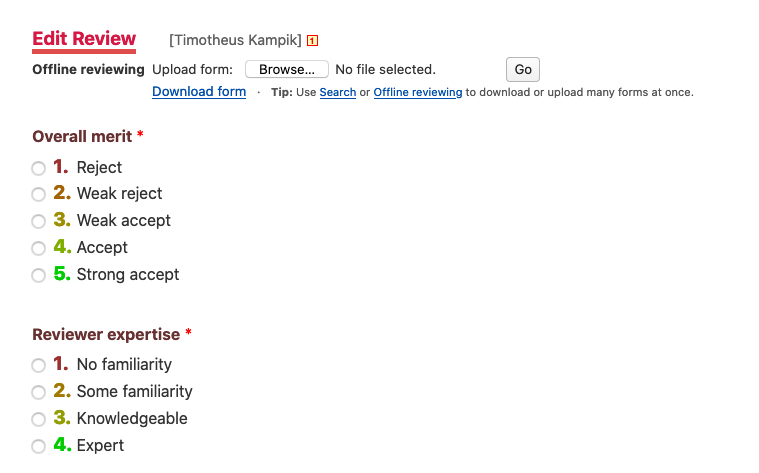 Edit Review [Timotheus Kampik] 1
Offline reviewing Upload form: Browse... No file selected. Go
Download form · Tip: Use Search or Offline reviewing to download or upload many forms at once.
Overall merit *
1. Reject
2. Weak reject
3. Weak accept
4. Accept
5. Strong accept
Reviewer expertise *
1. No familiarity
2. Some familiarity
3. Knowledgeable
4. Expert